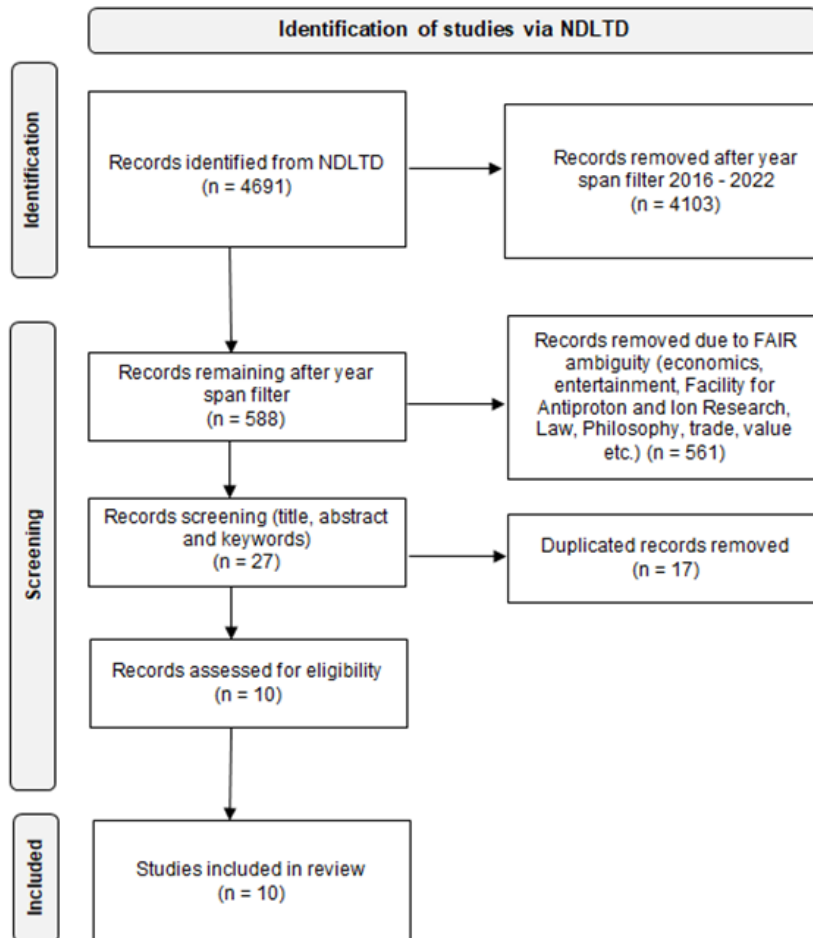 Identification of studies via NDLTD
Identification
Records identified from NDLTD
(n = 4691)
Records removed after year
span filter 2016 - 2022
(n = 4103)
Screening
Records remaining after year
span filter
(n = 588)
Records removed due to FAIR
ambiguity (economics,
entertainment, Facility for
Antiproton and Ion Research,
Law, Philosophy, trade, value
etc.) (n = 561)
Records screening (title, abstract
and keywords)
(n = 27)
Duplicated records removed
(n = 17)
Records assessed for eligibility
(n = 10)
Included
Studies included in review
(n = 10)